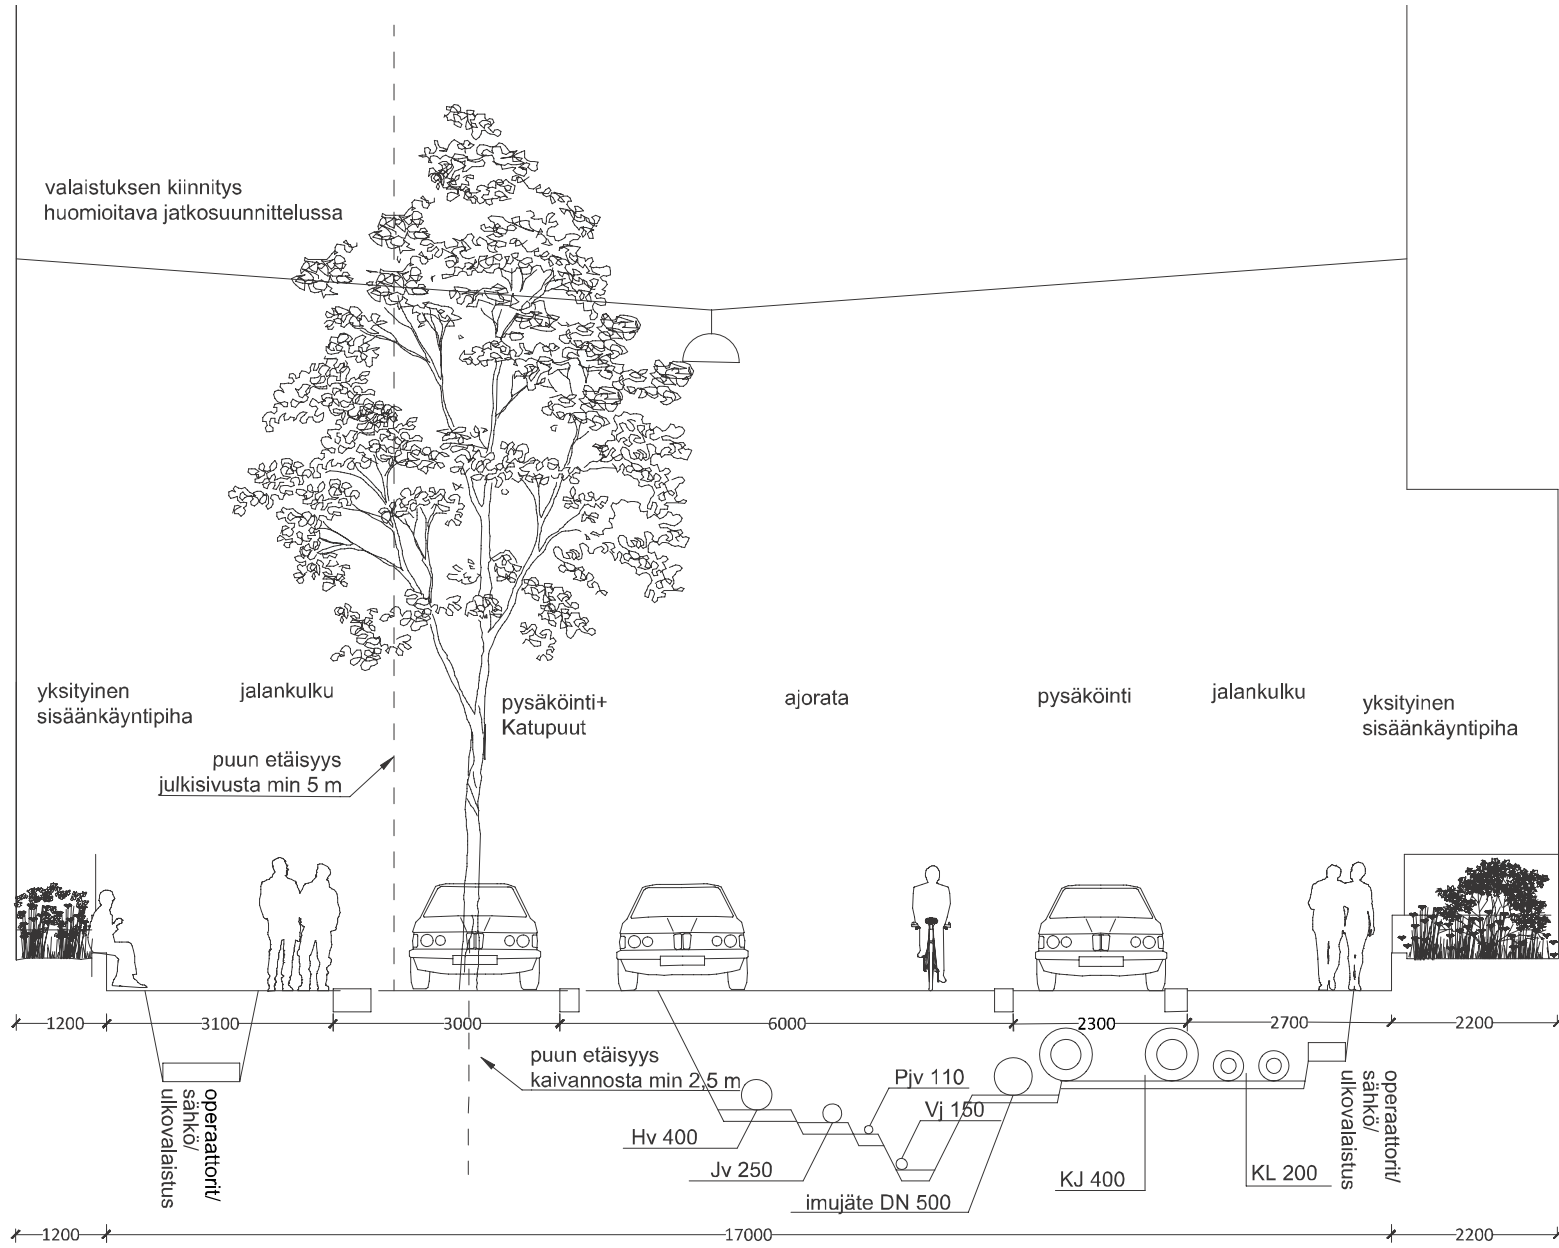 valaistuksen kiinnitys
huomioitava jatkosuunnittelussa
yksityinen
sisäänkäyntipiha
jalankulku
pysäköinti+
Katupuut
ajorata
pysäköinti
jalankulku
yksityinen
sisäänkäyntipiha
puun etäisyys
julkisivusta min 5 m
1200
3100
3000
6000
2300
2700
2200
puun etäisyys
kaivannosta min 2,5 m
Pjv 110
Vj 150
Hv 400
Jv 250
imujäte DN 500
KJ 400
KL 200
operaattorit/
sähkö/
ulkovalaistus
operaattorit/
sähkö/
ulkovalaistus
1200
17000
2200